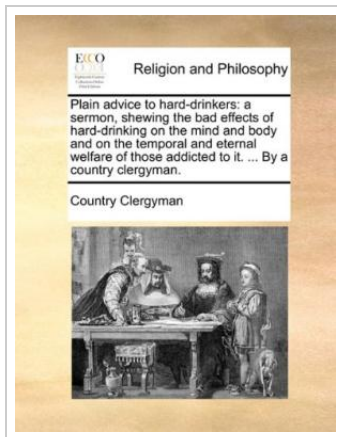 ECCO
Religion and Philosophy
Plain advice to hard-drinkers: a
sermon, shewing the bad effects of
hard-drinking on the mind and body
and on the temporal and eternal
welfare of those addicted to it. ... By a
country clergyman.
Country Clergyman